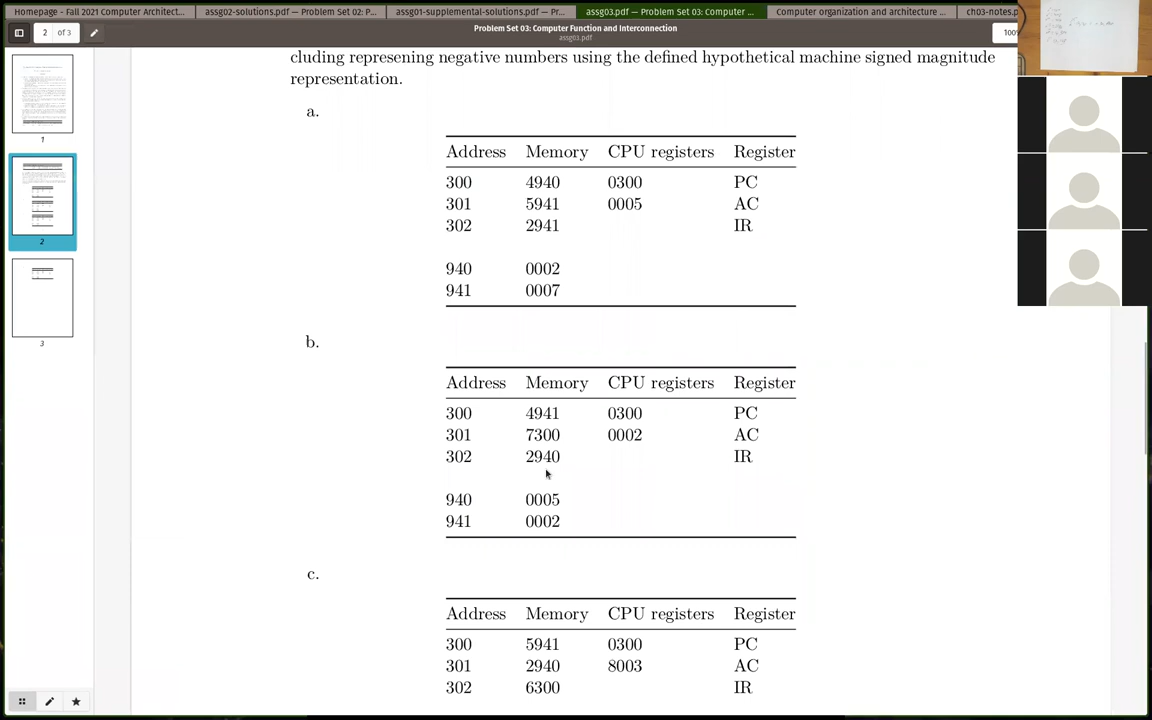 Homepage - Fall 2021 Computer Architect...
assg02-solutions.pdf — Problem Set 02: P...
assg01-supplemental-solutions.pdf — Pr...
assg03.pdf — Problem Set 03: Computer ...
Computer organization and architecture ...
ch03-notes.p
2 of 3
Problem Set 03: Computer Function and Interconnection
assg03.pdf
100%
cluding represening negative numbers using the defined hypothetical machine signed magnitude
representation.
a.
Address Memory CPU registers Register
300 4940 0300 PC
301 5941 0005 AC
302 2941 IR
940 0002
941 0007
b.
Address Memory CPU registers Register
300 4941 0300 PC
301 7300 0002 AC
302 2940 IR
940 0005
941 0002
c.
Address Memory CPU registers Register
300 5941 0300 PC
301 2940 8003 AC
302 6300 IR
1
2
3